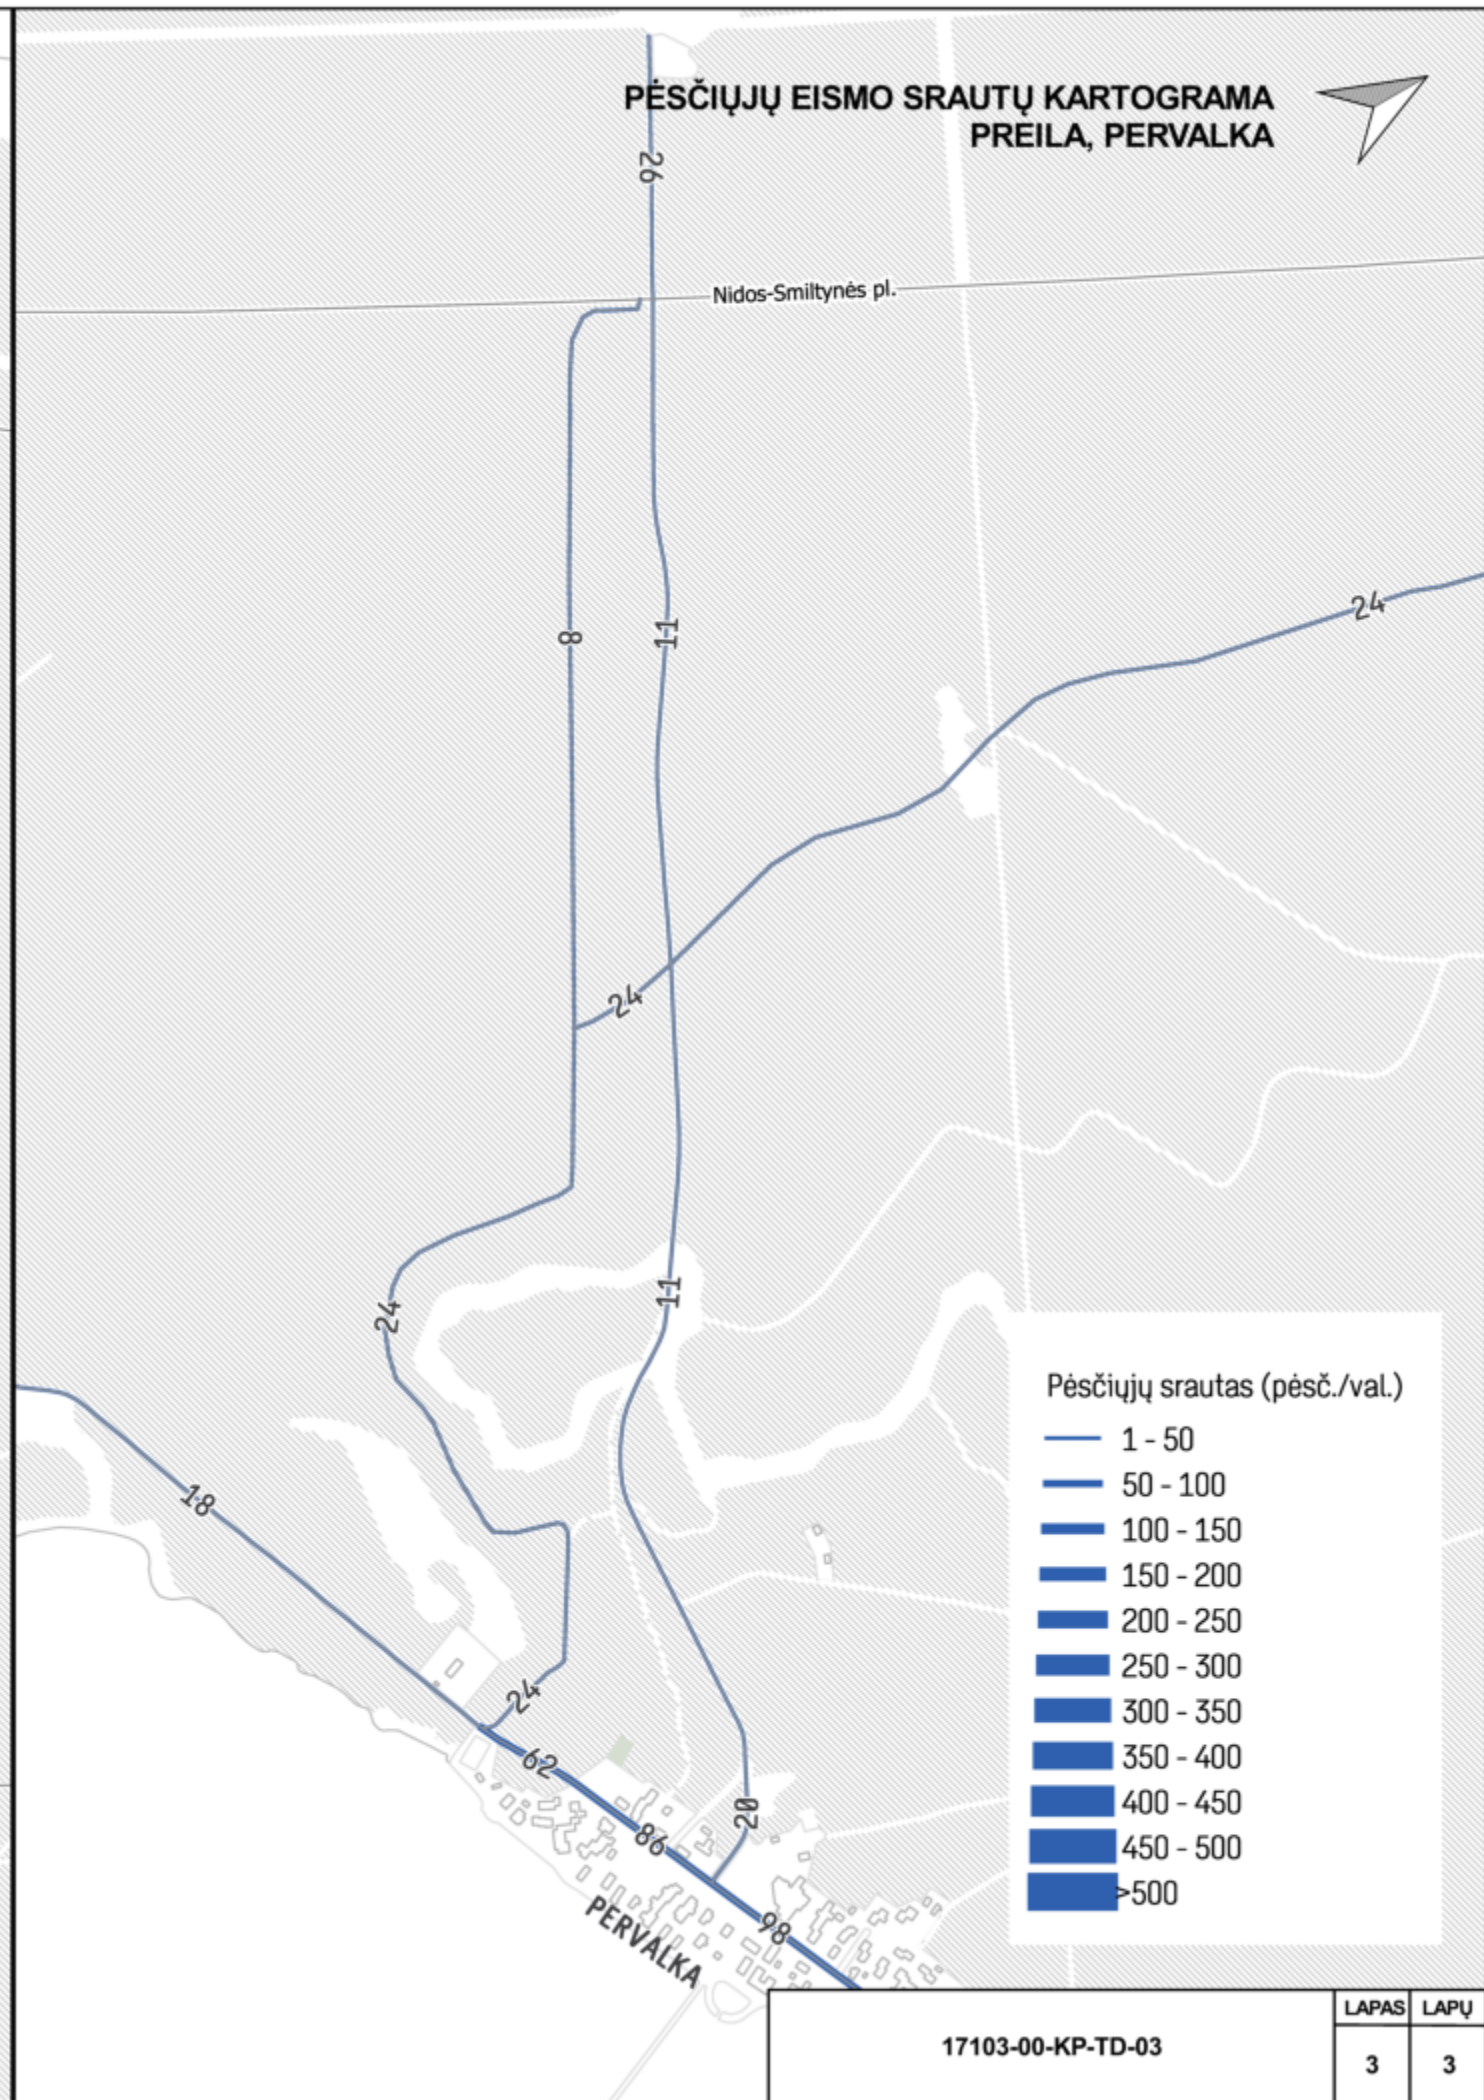 PĖSČIŲJŲ EISMO SRAUTŲ KARTOGRAMA
PREILA, PERVALKA
26
Nidos-Smiltynės pl.
24
8
11
24
11
24
18
24
62
20
86
98
PERVALKA
Pėsčiųjų srautas (pėsč./val.)
1 - 50
50 - 100
100 - 150
150 - 200
200 - 250
250 - 300
300 - 350
350 - 400
400 - 450
450 - 500
>500
17103-00-KP-TD-03
LAPAS LAPŲ
3 3